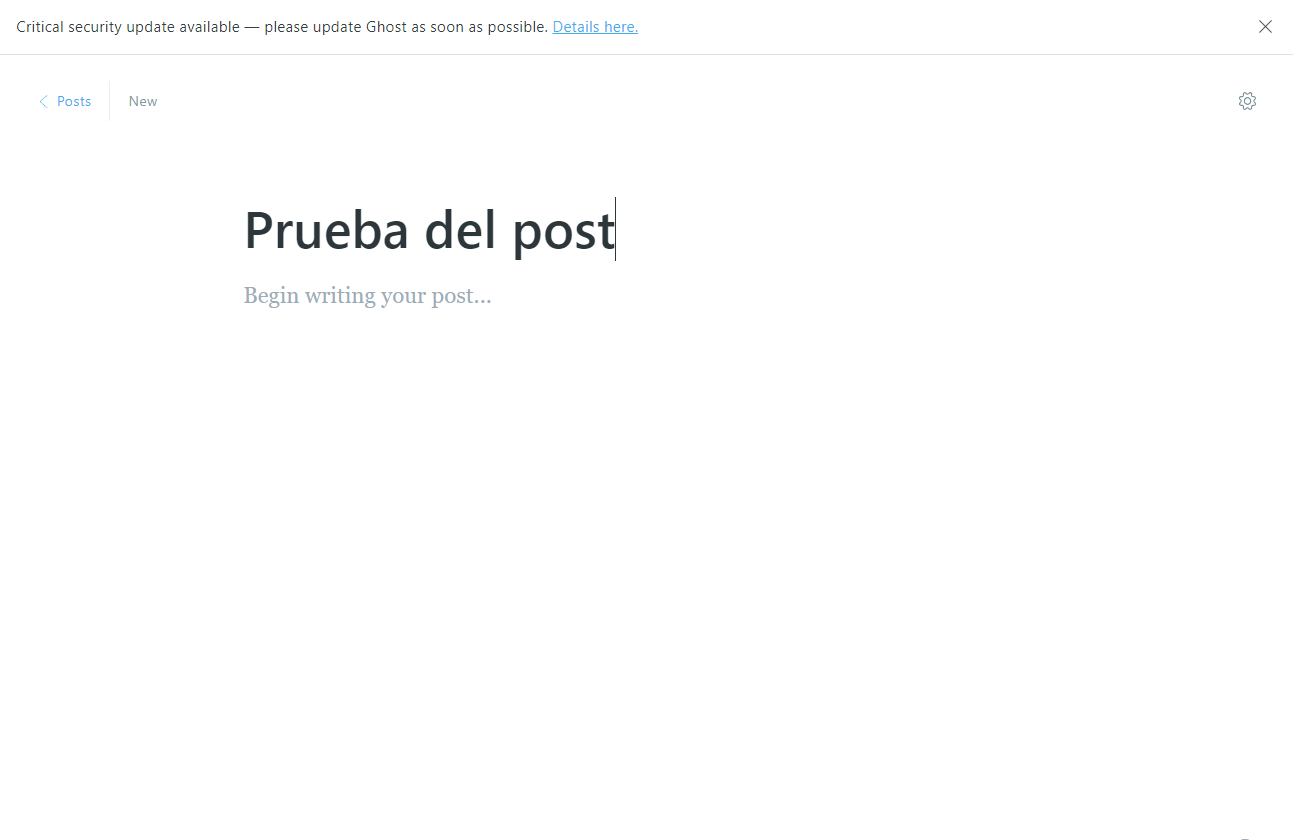 Critical security update available — please update Ghost as soon as possible. Details here.
Posts
New
Prueba del post
Begin writing your post...